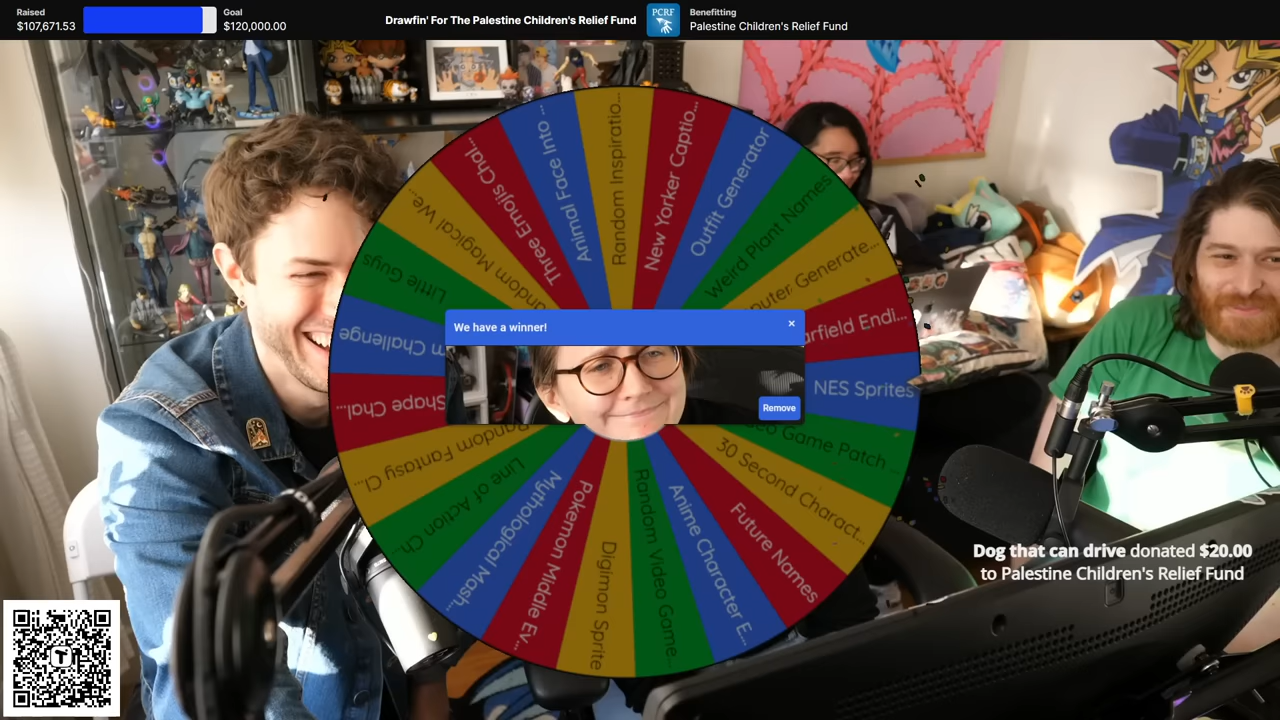 Raised
$107,671.53
Goal
$120,000.00
Drawfin' For The Palestine Children's Relief Fund
PCRF
Benefitting
Palestine Children's Relief Fund
Three Emojis Chal...
Animal Face Into...
Random Inspiratio...
New Yorker Captio...
Outfit Generator
Weird Plant Names
puter Generate...
arfield Endi...
NES Sprites
eo Game Patch ...
30 Second Charact...
Future Names
Anime Character E...
Random Video Game...
Digimon Sprite
Pokemon Middle Ev...
Mythological Mash...
Line of Action Ch...
Random Fantasy Cl...
Shape Chal...
m Challenge
Little Guys
ndom Magical We...
We have a winner!
×
Remove
Dog that can drive donated $20.00
to Palestine Children's Relief Fund
T